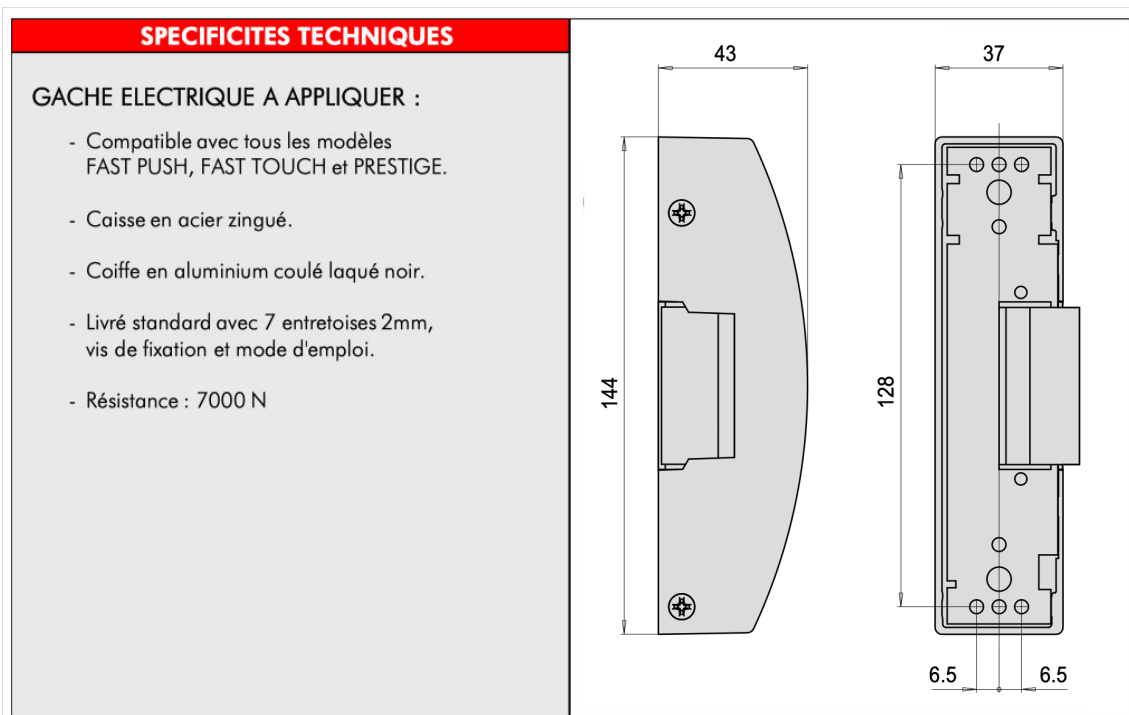 SPECIFICITES TECHNIQUES
GACHE ELECTRIQUE A APPLIQUER :
- Compatible avec tous les modèles
FAST PUSH, FAST TOUCH et PRESTIGE.
- Caisse en acier zingué.
- Coiffe en aluminium coulé laqué noir.
- Livré standard avec 7 entretoises 2mm,
vis de fixation et mode d'emploi.
- Résistance : 7000 N
43
37
144
128
6.5
6.5